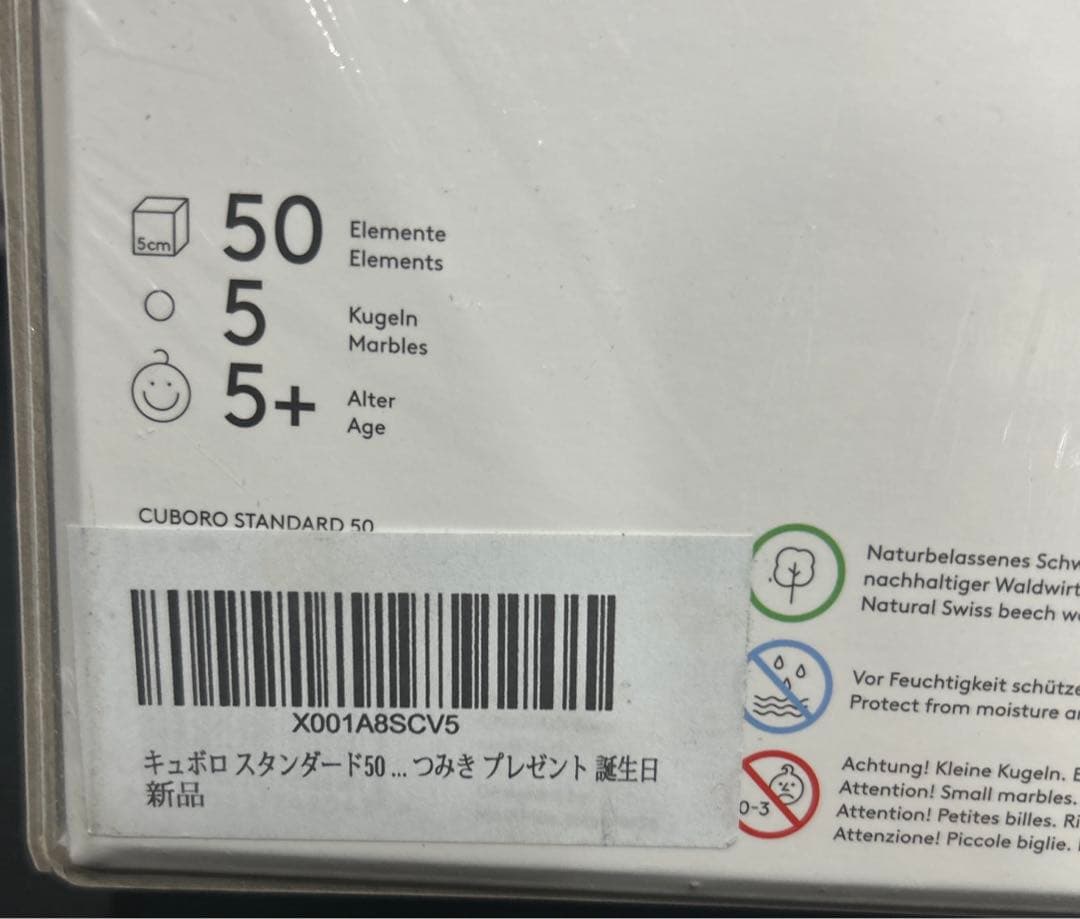 5cm
50
Elemente
Elements
5
Kugeln
Marbles
5+
Alter
Age
CUBORO STANDARD 50
X001A8SCV5
キュボロ スタンダード50 ... つみき プレゼント 誕生日
新品
Naturbelassenes
nachhaltiger
Natural Swiss beech
Vor Feuchtigkeit
Protect from moisture
0-3
Achtung! Kleine Kugeln.
Attention! Small marbles.
Attention! Petites billes.
Attenzione! Piccole biglie.